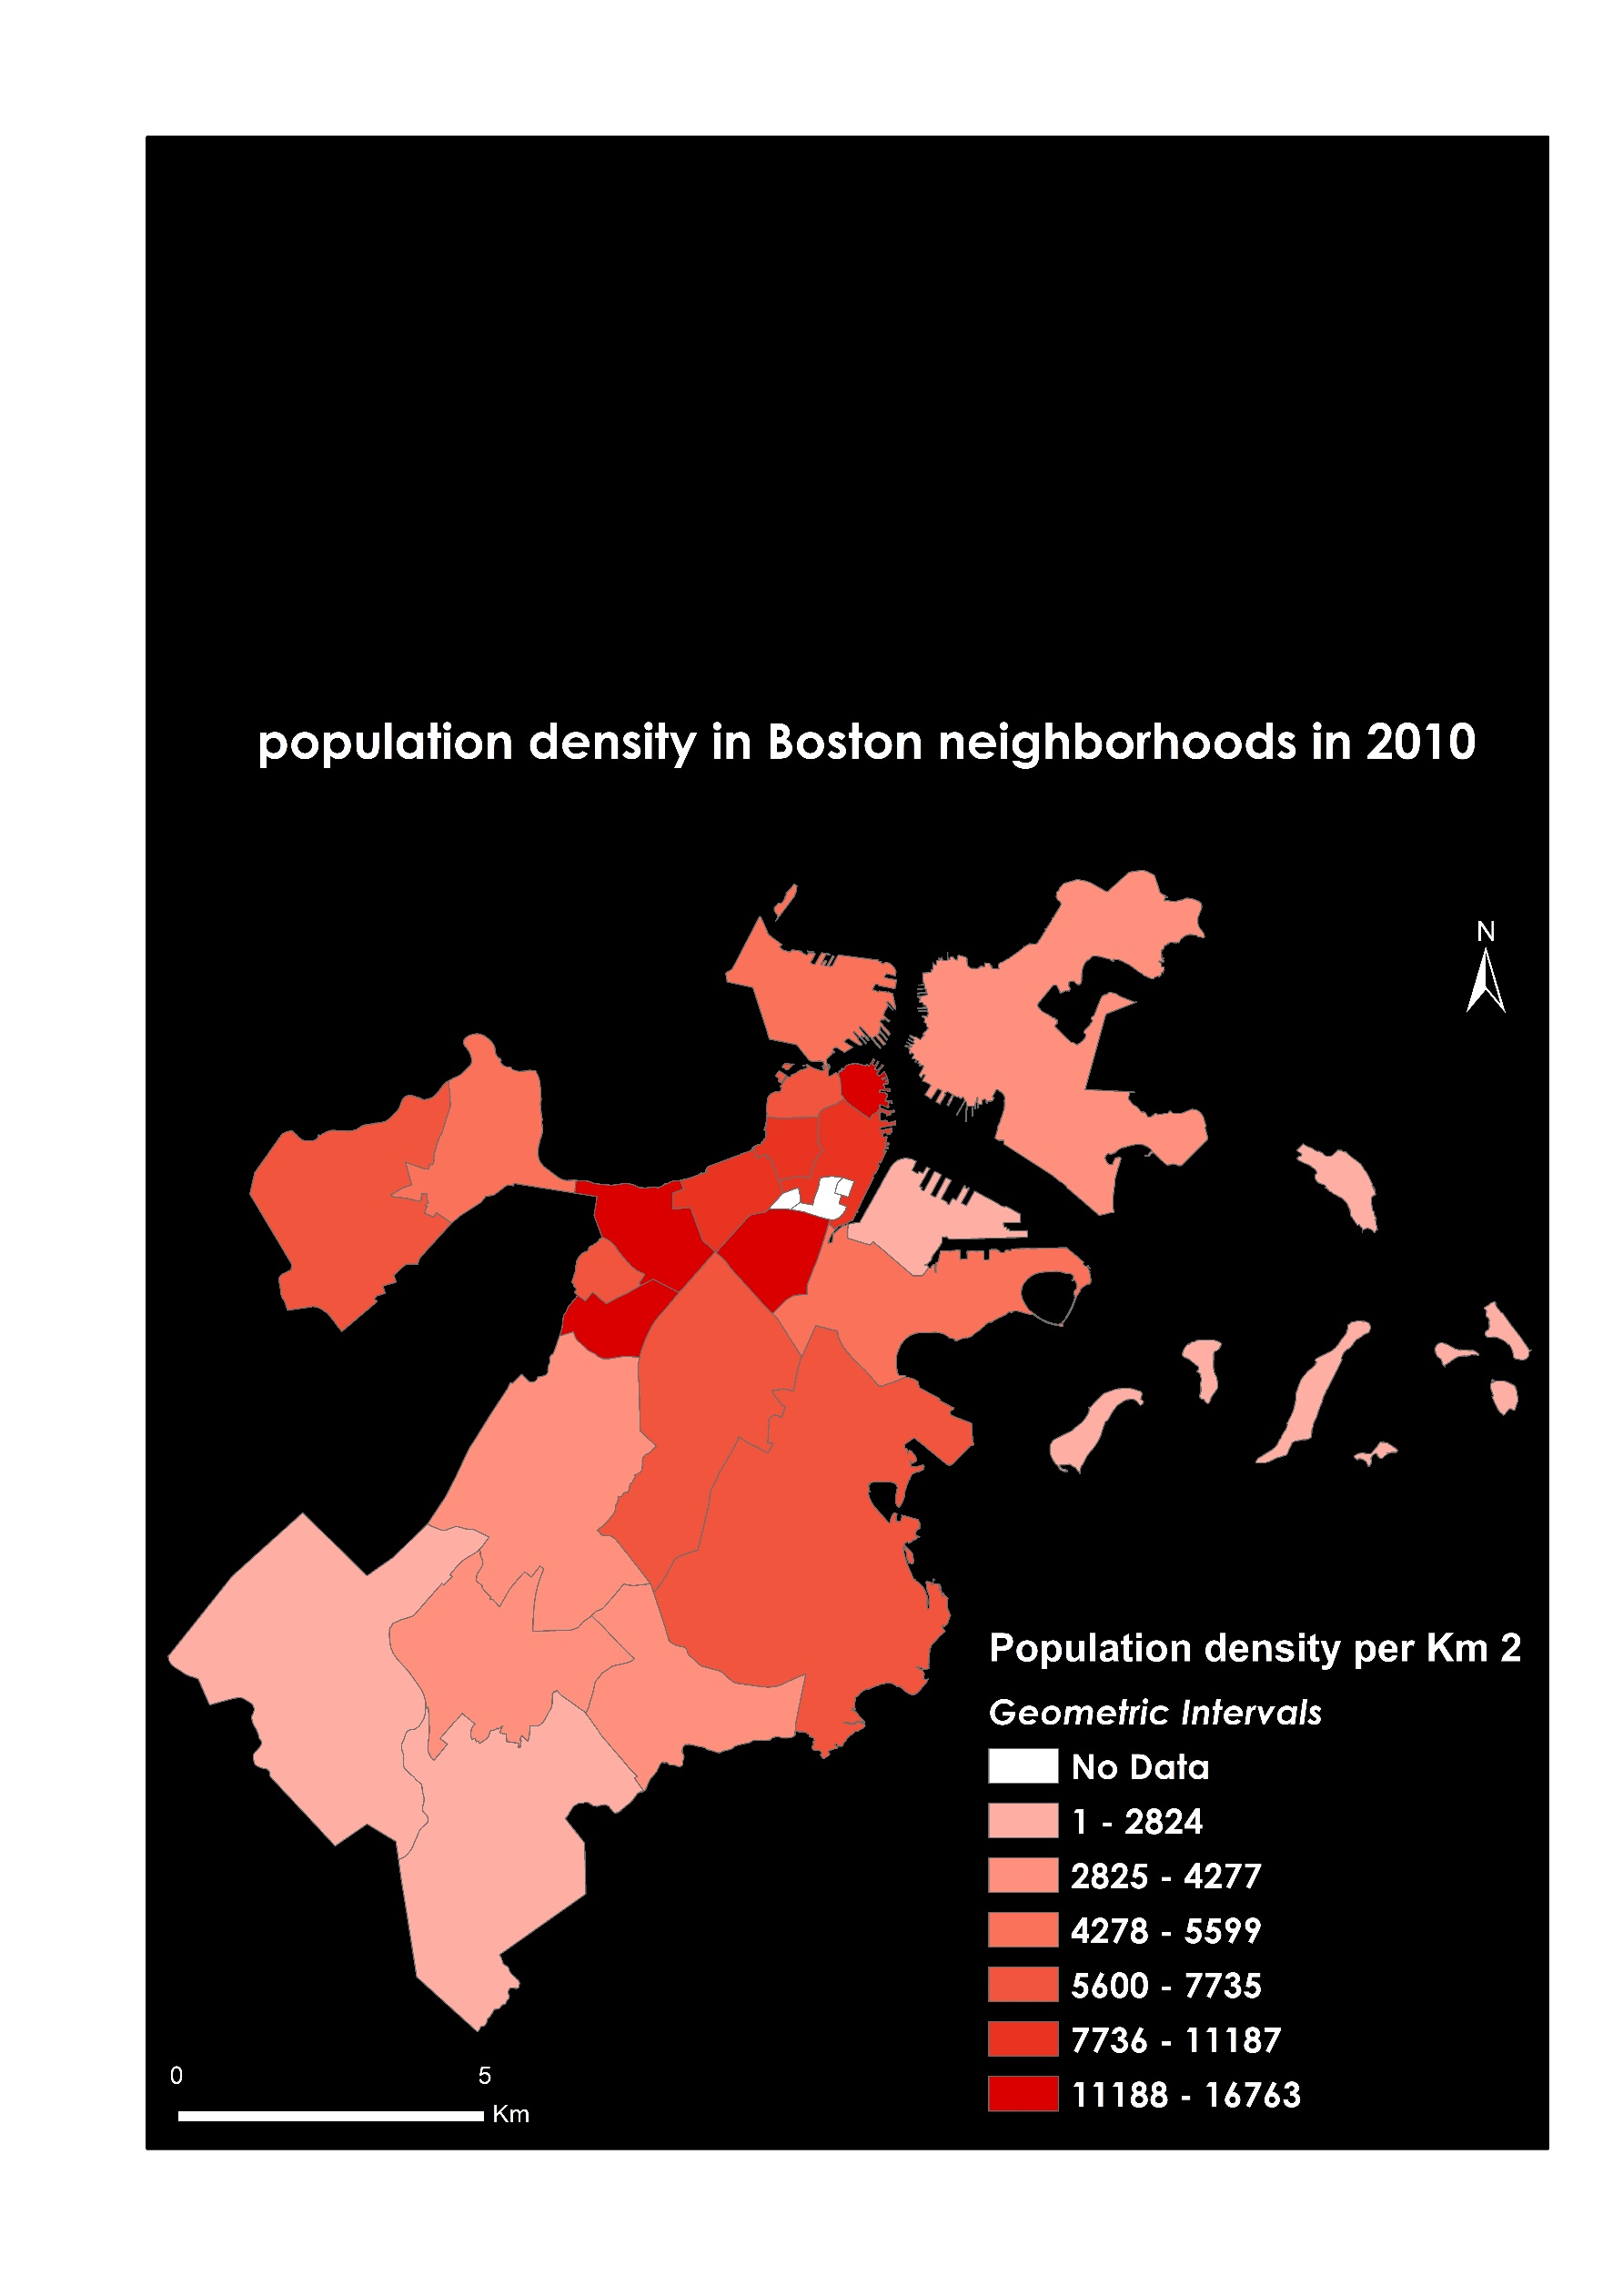 population density in Boston neighborhoods in 2010
N
Population density per Km 2
Geometric Intervals
No Data
1 - 2824
2825 - 4277
4278 - 5599
5600 - 7735
7736 - 11187
11188 - 16763
0 5
Km